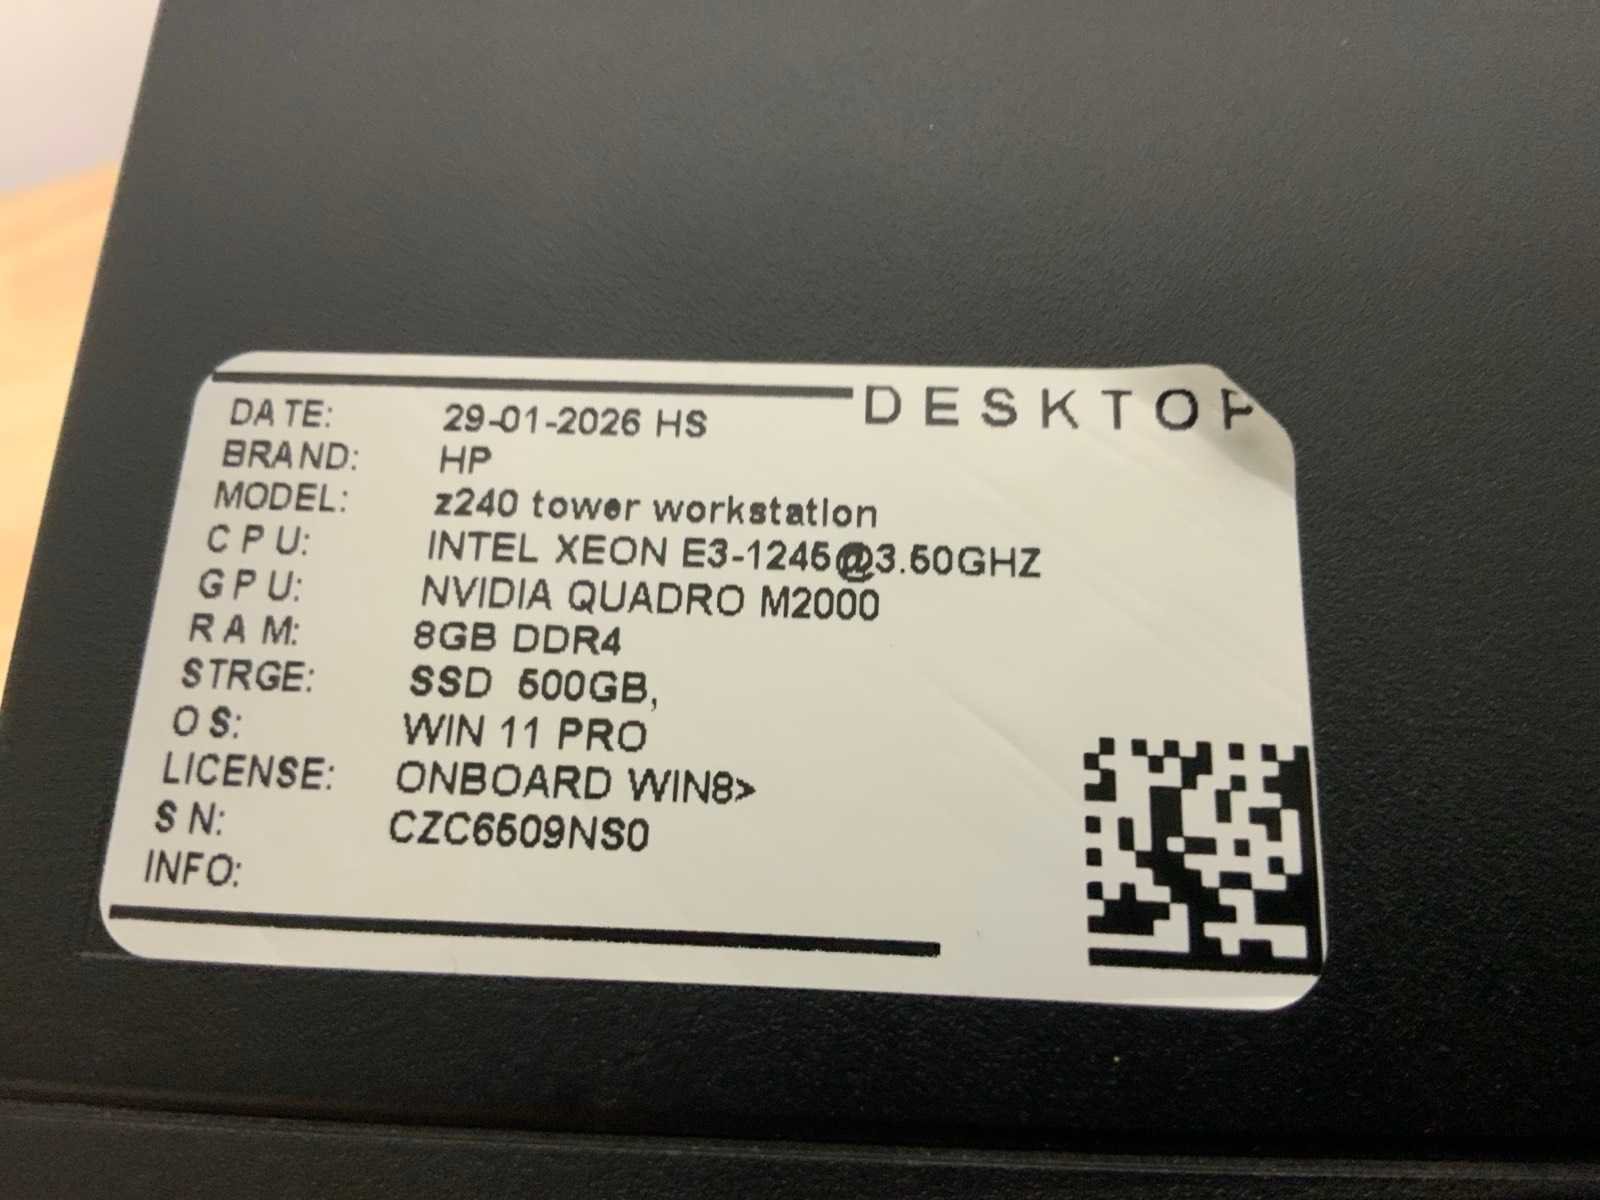 DESKTOP
DATE: 29-01-2026 HS
BRAND: HP
MODEL: z240 tower workstation
CPU: INTEL XEON E3-1245@3.50GHZ
GPU: NVIDIA QUADRO M2000
RAM: 8GB DDR4
STRGE: SSD 500GB,
OS: WIN 11 PRO
LICENSE: ONBOARD WIN8>
SN: CZC6509NS0
INFO: